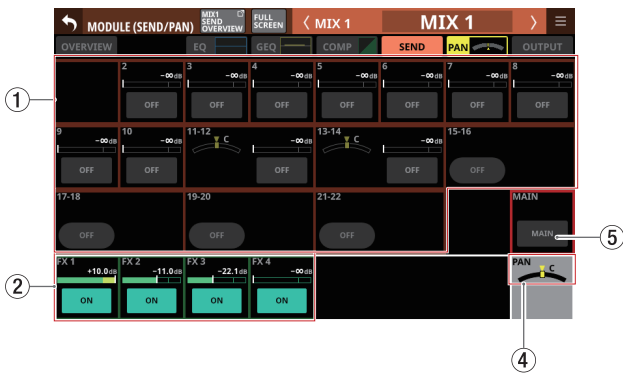 MODULE (SEND/PAN) MIX1 SEND OVERVIEW FULL SCREEN MIX 1 MIX 1
OVERVIEW EQ GEQ COMP SEND PAN OUTPUT
2 3 4 5 6 7 8
-∞dB -∞dB -∞dB -∞dB -∞dB -∞dB -∞dB
OFF OFF OFF OFF OFF OFF OFF
1
9 10 11-12 13-14 15-16
-∞dB -∞dB C -∞dB C -∞dB
OFF OFF OFF OFF OFF
17-18 19-20 21-22 MAIN
OFF OFF OFF MAIN
5
FX 1 FX 2 FX 3 FX 4 PAN
+10.0dB -11.0dB -22.1dB -∞dB C
2
ON ON ON ON
4